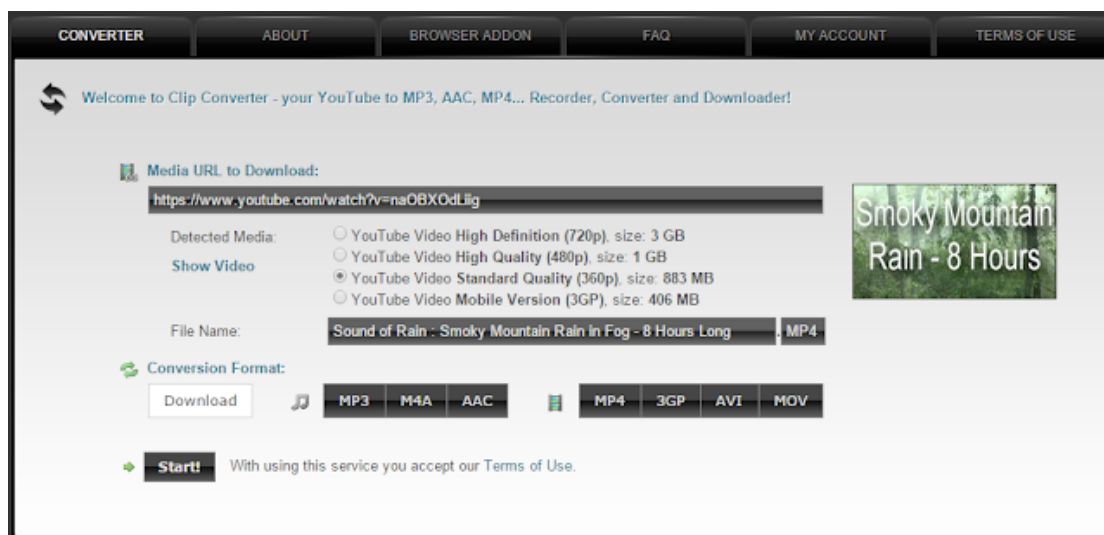 CONVERTER ABOUT BROWSER ADDON FAQ MY ACCOUNT TERMS OF USE
Welcome to Clip Converter - your YouTube to MP3, AAC, MP4... Recorder, Converter and Downloader!
Media URL to Download:
https://www.youtube.com/watch?v=naOBXOdLiig
Smoky Mountain
Rain - 8 Hours
Detected Media:
Show Video
YouTube Video High Definition (720p), size: 3 GB
YouTube Video High Quality (480p), size: 1 GB
YouTube Video Standard Quality (360p), size: 883 MB
YouTube Video Mobile Version (3GP), size: 406 MB
File Name: Sound of Rain : Smoky Mountain Rain in Fog - 8 Hours Long . MP4
Conversion Format:
Download MP3 M4A AAC MP4 3GP AVI MOV
Start! With using this service you accept our Terms of Use.